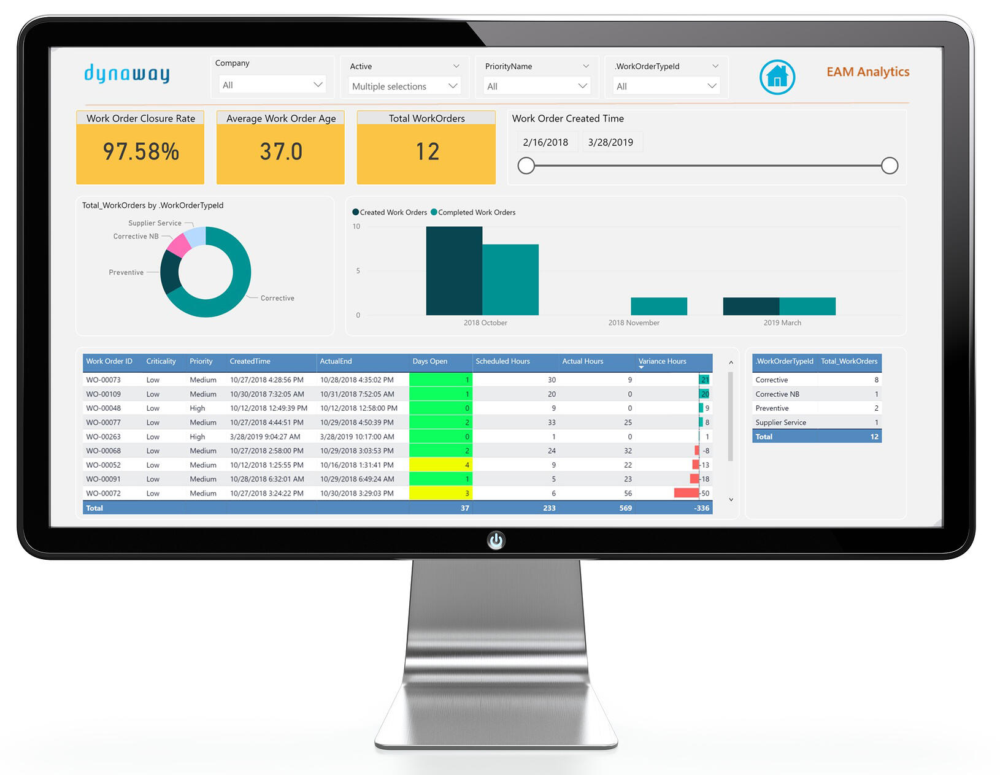 dynaway
Company
All
Active
Multiple selections
PriorityName
All
.WorkOrderTypeId
All
EAM Analytics
Work Order Closure Rate
97.58%
Average Work Order Age
37.0
Total WorkOrders
12
Work Order Created Time
2/16/2018 3/28/2019
Total_WorkOrders by .WorkOrderTypeId
Supplier Service
Corrective NB
Preventive
Corrective
Created Work Orders Completed Work Orders
10
5
0
2018 October 2018 November 2019 March
Work Order ID Criticality Priority CreatedTime ActualEnd Days Open Scheduled Hours Actual Hours Variance Hours
WO-00073 Low Medium 10/27/2018 4:28:56 PM 10/28/2018 4:35:02 PM 1 30 9 21
WO-00109 Low Medium 10/30/2018 7:32:05 AM 10/31/2018 7:52:05 AM 1 20 0 20
WO-00048 Low High 10/12/2018 12:49:39 PM 10/12/2018 12:58:00 PM 0 9 0 9
WO-00077 Low Medium 10/27/2018 4:44:51 PM 10/29/2018 4:50:39 PM 2 33 25 8
WO-00263 Low High 3/28/2019 9:04:27 AM 3/28/2019 10:17:00 AM 0 1 0 1
WO-00068 Low Medium 10/27/2018 2:58:00 PM 10/29/2018 3:03:53 PM 2 24 32 -8
WO-00052 Low Medium 10/12/2018 1:25:55 PM 10/16/2018 1:31:41 PM 4 9 22 -13
WO-00091 Low Medium 10/28/2018 6:32:01 AM 10/29/2018 6:49:24 AM 1 5 23 -18
WO-00072 Low Medium 10/27/2018 3:24:22 PM 10/30/2018 3:29:03 PM 3 6 56 -50
Total 37 233 569 -336
.WorkOrderTypeId Total_WorkOrders
Corrective 8
Corrective NB 1
Preventive 2
Supplier Service 1
Total 12